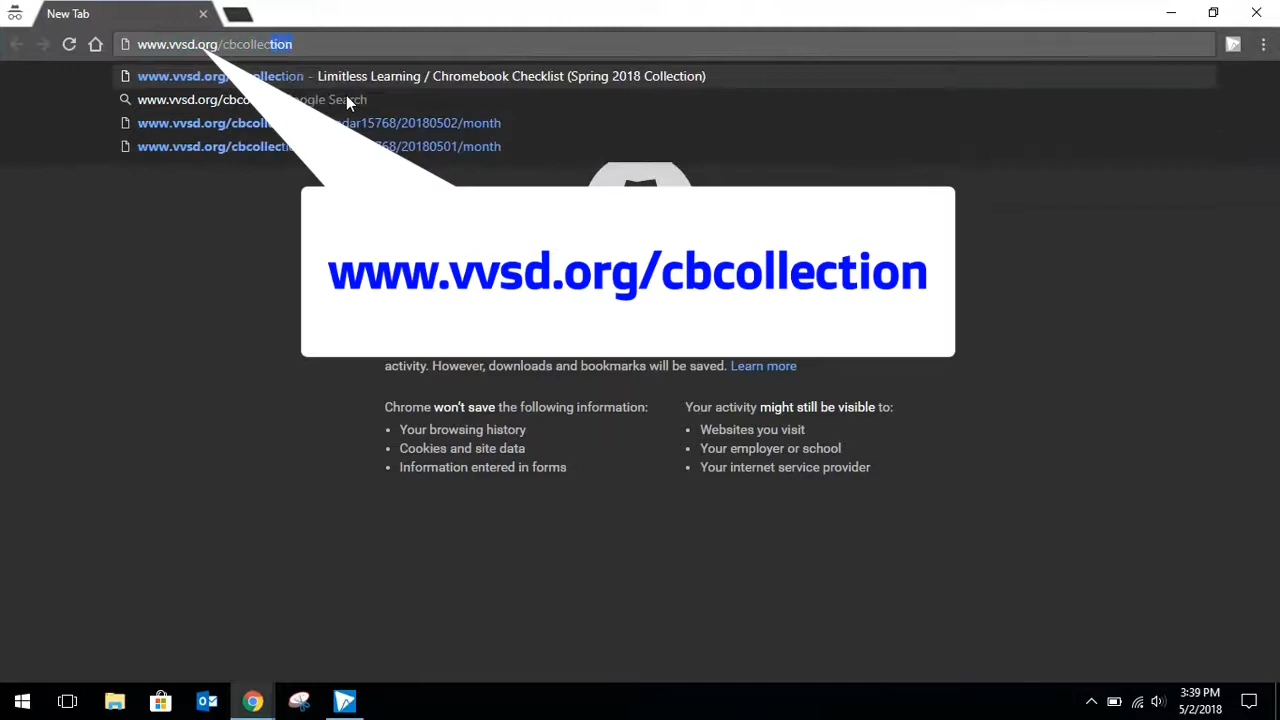 New Tab
www.vvsd.org/cbcollection
www.vvsd.org/cbcollection - Limitless Learning / Chromebook Checklist (Spring 2018 Collection)
www.vvsd.org/cbco Google Search
www.vvsd.org/cbcollect dar15768/20180502/month
www.vvsd.org/cbcollecti 768/20180501/month
www.vvsd.org/cbcollection
activity. However, downloads and bookmarks will be saved. Learn more
Chrome won't save the following information:
• Your browsing history
• Cookies and site data
• Information entered in forms
Your activity might still be visible to:
• Websites you visit
• Your employer or school
• Your internet service provider
3:39 PM
5/2/2018